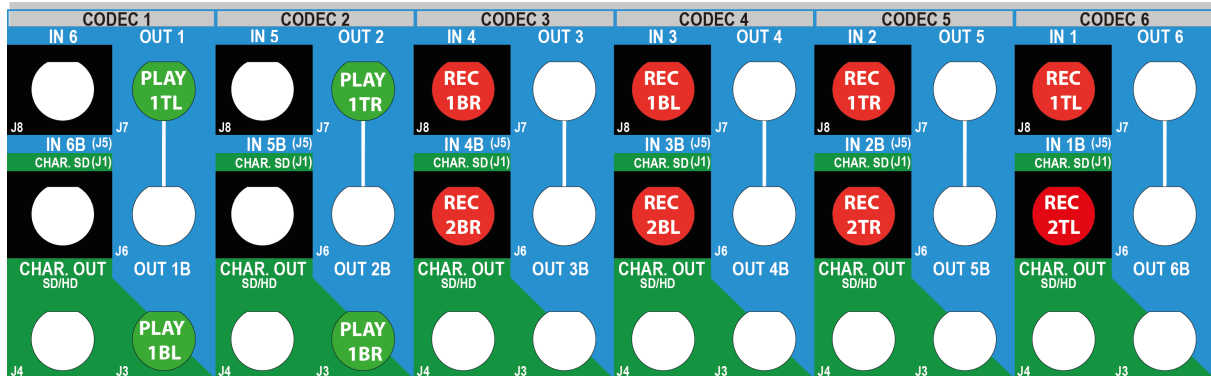 CODEC 1 CODEC 2 CODEC 3 CODEC 4 CODEC 5 CODEC 6
IN 6 OUT 1 IN 5 OUT 2 IN 4 OUT 3 IN 3 OUT 4 IN 2 OUT 5 IN 1 OUT 6
PLAY PLAY REC REC REC REC
1TL 1TR 1BR 1BL 1TR 1TL
J8 J7 J8 J7 J8 J7 J8 J7 J8 J7 J8 J7
IN 6B (J5) IN 5B (J5) IN 4B (J5) IN 3B (J5) IN 2B (J5) IN 1B (J5)
CHAR. SD (J1) CHAR. SD (J1) CHAR. SD (J1) CHAR. SD (J1) CHAR. SD (J1) CHAR. SD (J1)
REC REC REC REC
2BR 2BL 2TR 2TL
J6 J6 J6 J6 J6 J6
CHAR. OUT OUT 1B CHAR. OUT OUT 2B CHAR. OUT OUT 3B CHAR. OUT OUT 4B CHAR. OUT OUT 5B CHAR. OUT OUT 6B
SD/HD SD/HD SD/HD SD/HD SD/HD SD/HD
PLAY PLAY
1BL 1BR
J4 J3 J4 J3 J4 J3 J4 J3 J4 J3 J4 J3